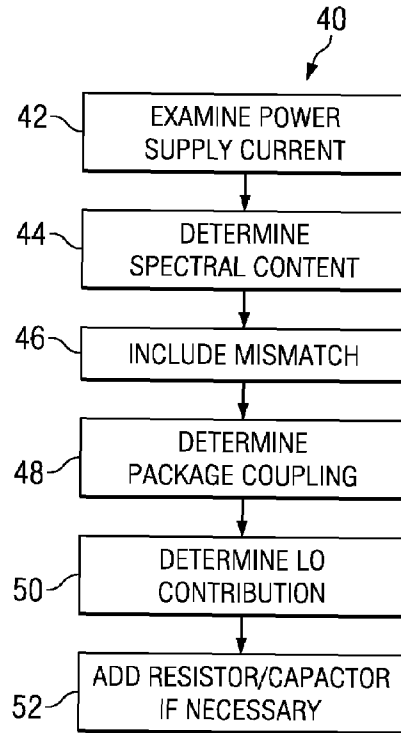 40
42
EXAMINE POWER
SUPPLY CURRENT
44
DETERMINE
SPECTRAL CONTENT
46
INCLUDE MISMATCH
48
DETERMINE
PACKAGE COUPLING
50
DETERMINE LO
CONTRIBUTION
52
ADD RESISTOR/CAPACTOR
IF NECESSARY